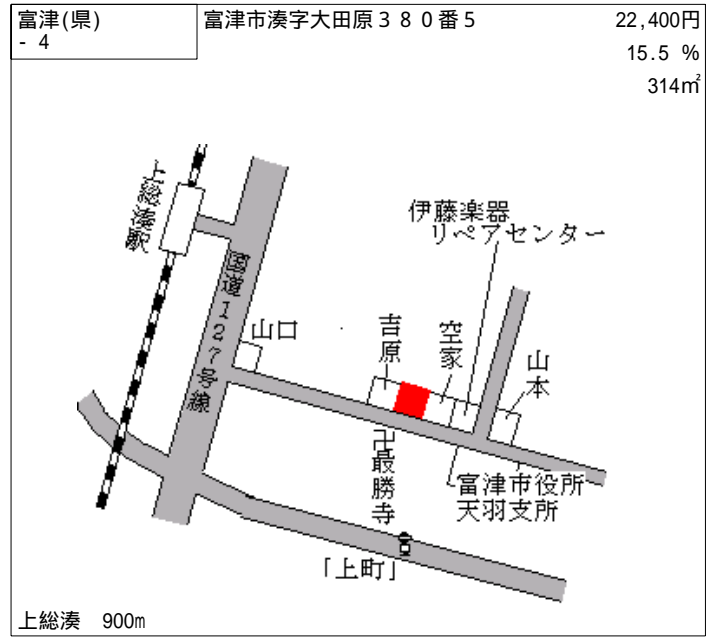 富津(県)
- 4
富津市湊字大田原３８０番５
22,400円
15.5 %
314㎡
上総湊駅
国道127号線
山口
吉原
空家
伊藤楽器
リペアセンター
山本
卍最勝寺
富津市役所
天羽支所
「上町」
上総湊 900m